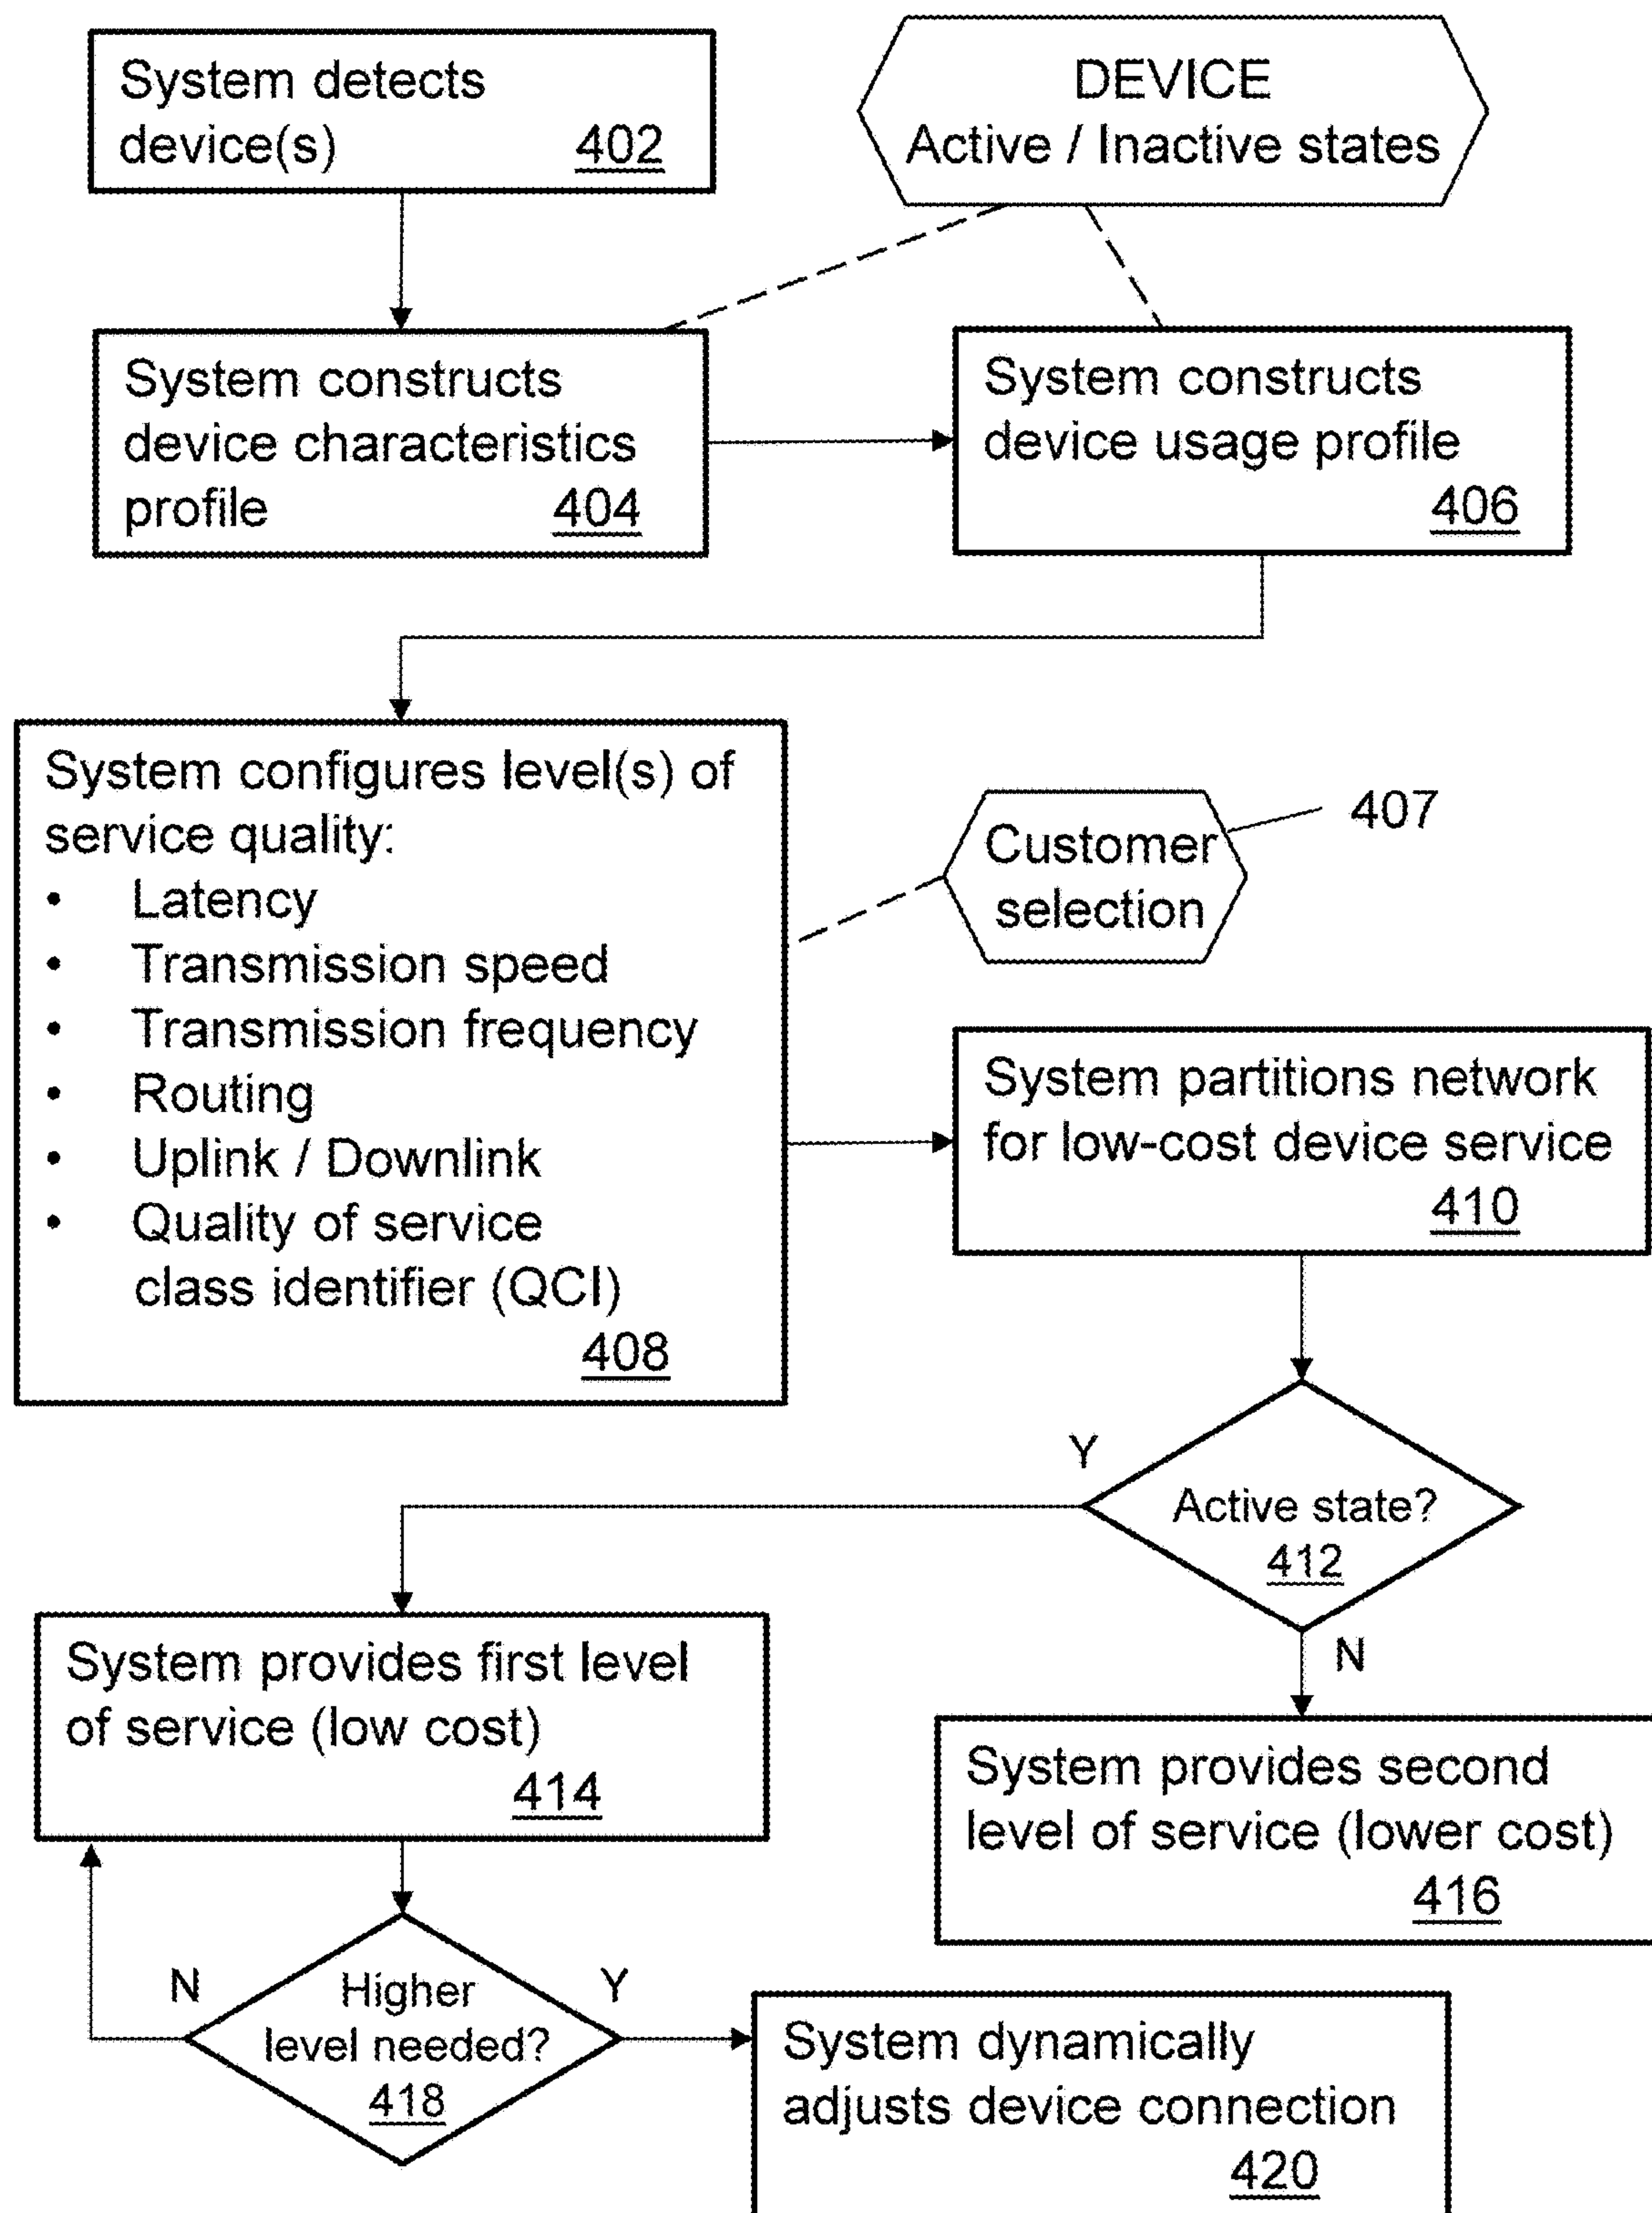 System detects
device(s) 402
DEVICE
Active / Inactive states
System constructs
device characteristics
profile 404
System constructs
device usage profile
406
System configures level(s) of
service quality:
• Latency
• Transmission speed
• Transmission frequency
• Routing
• Uplink / Downlink
• Quality of service
class identifier (QCI)
408
407
Customer
selection
System partitions network
for low-cost device service
410
Y
Active state?
412
N
System provides first level
of service (low cost)
414
System provides second
level of service (lower cost)
416
N
Higher
level needed?
418
Y
System dynamically
adjusts device connection
420